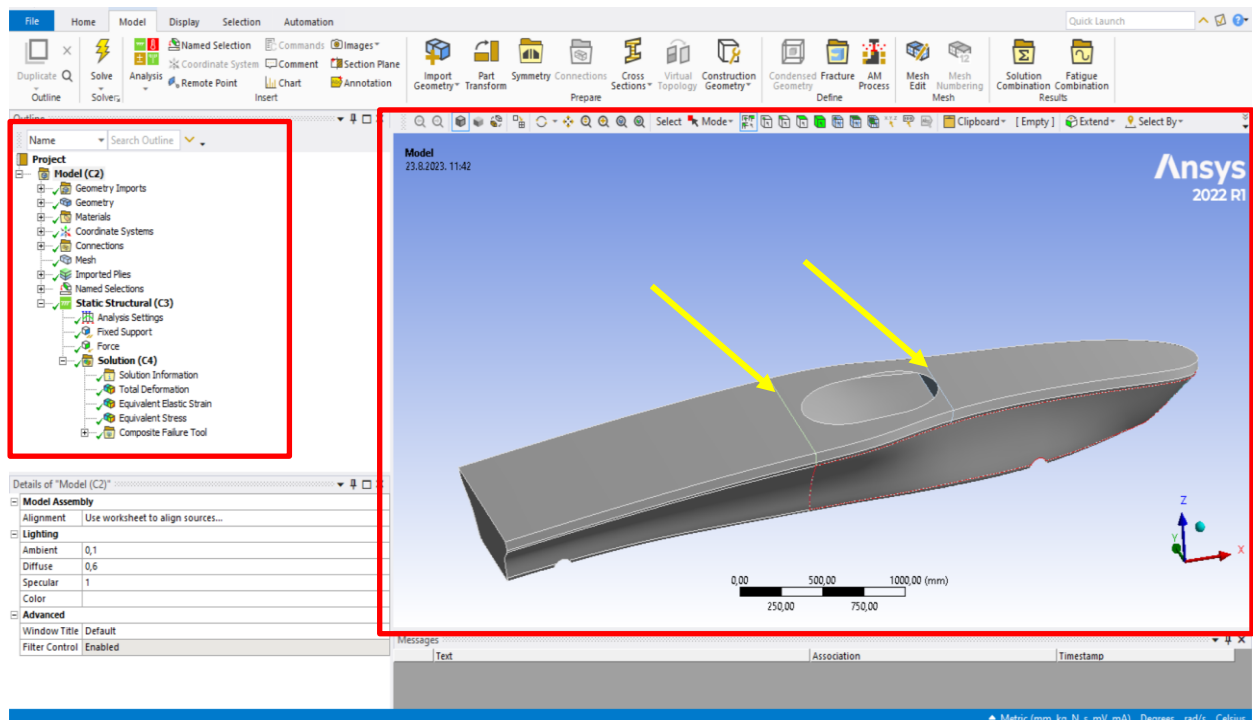 File Home Model Display Selection Automation Quick Launch
Duplicate Q
Outline
Solve
Solver
Analysis
Named Selection
Coordinate System
Remote Point
Commands
Comment
Chart
Images
Section Plane
Annotation
Insert
Import Geometry
Part Transform
Symmetry
Connections
Cross Sections
Virtual Topology
Construction Geometry
Prepare
Condensed Geometry
Fracture
AM Process
Define
Mesh Edit
Mesh Numbering
12
Mesh
Solution Combination
Fatigue Combination
Results
Outline
Name Search Outline
Project
Model (C2)
Geometry Imports
Geometry
Materials
Coordinate Systems
Connections
Mesh
Imported Plies
Named Selections
Static Structural (C3)
Analysis Settings
Fixed Support
Force
Solution (C4)
Solution Information
Total Deformation
Equivalent Elastic Strain
Equivalent Stress
Composite Failure Tool
Details of "Model (C2)"
Model Assembly
Alignment Use worksheet to align sources...
Lighting
Ambient 0,1
Diffuse 0,6
Specular 1
Color
Advanced
Window Title Default
Filter Control Enabled
Select Mode Clipboard [ Empty ] Extend Select By
Model
23.8.2023. 11:42
Ansys
2022 R1
Z
Y
X
0,00 500,00 1000,00 (mm)
250,00 750,00
Messages
Text Association Timestamp
Metric (mm, kg, N, s, mV, mA) Degrees rad/s Celsius